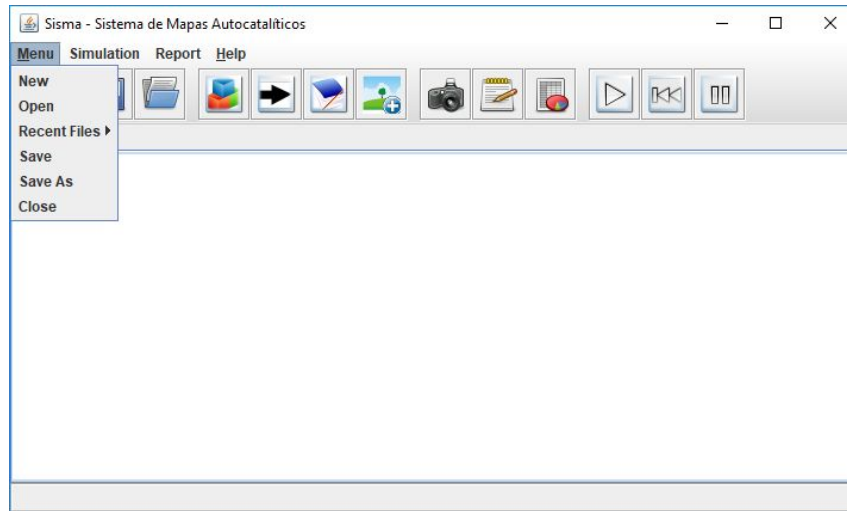 Sisma - Sistema de Mapas Autocatalíticos
Menu Simulation Report Help
New
Open
Recent Files
Save
Save As
Close